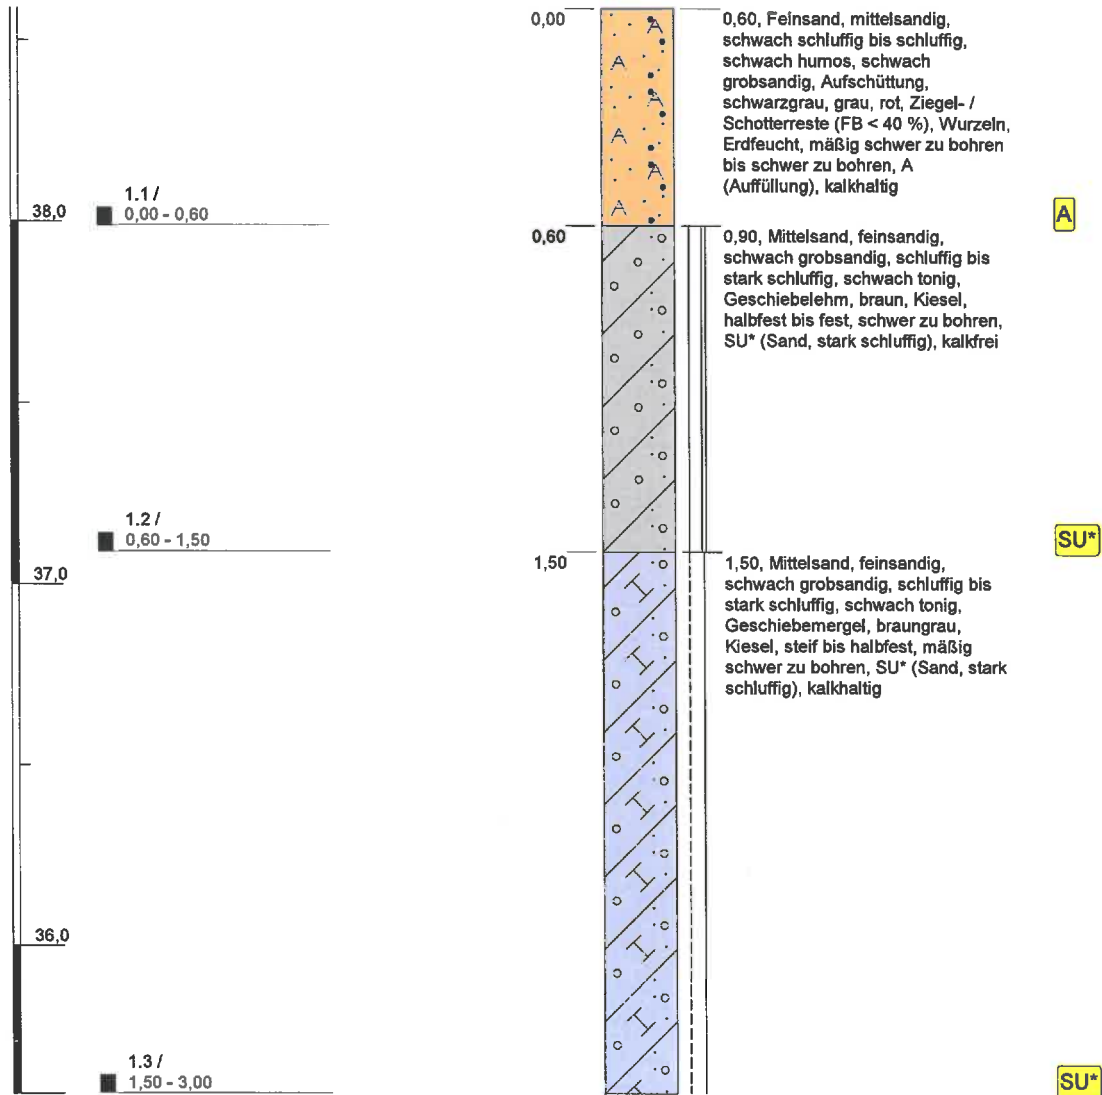 0,00
0,60, Feinsand, mittelsandig,
schwach schluffig bis schluffig,
schwach humos, schwach
grobsandig, Aufschüttung,
schwarzgrau, grau, rot, Ziegel- /
Schotterreste (FB < 40 %), Wurzeln,
Erdfeucht, mäßig schwer zu bohren
bis schwer zu bohren, A
(Auffüllung), kalkhaltig
A
A
A
A
A
A
A
38,0
1.1 /
0,00 - 0,60
A
0,60
0,90, Mittelsand, feinsandig,
schwach grobsandig, schluffig bis
stark schluffig, schwach tonig,
Geschiebelehm, braun, Kiesel,
halbfest bis fest, schwer zu bohren,
SU* (Sand, stark schluffig), kalkfrei
1.2 /
0,60 - 1,50
SU*
37,0
1,50
1,50, Mittelsand, feinsandig,
schwach grobsandig, schluffig bis
stark schluffig, schwach tonig,
Geschiebemergel, braungrau,
Kiesel, steif bis halbfest, mäßig
schwer zu bohren, SU* (Sand, stark
schluffig), kalkhaltig
36,0
1.3 /
1,50 - 3,00
SU*